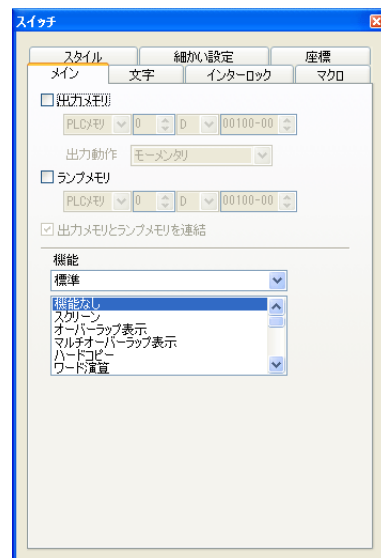 スイッチ
スタイル 細かい設定 座標
メイン 文字 インターロック マクロ
出力メモリ
PLCメモリ 0 D 00100-00
出力動作 モーメンタリ
ランプメモリ
PLCメモリ 0 D 00100-00
出力メモリとランプメモリを連結
機能
標準
機能なし
スクリーン
オーバーラップ表示
マルチオーバーラップ表示
ハードコピー
ワード演算